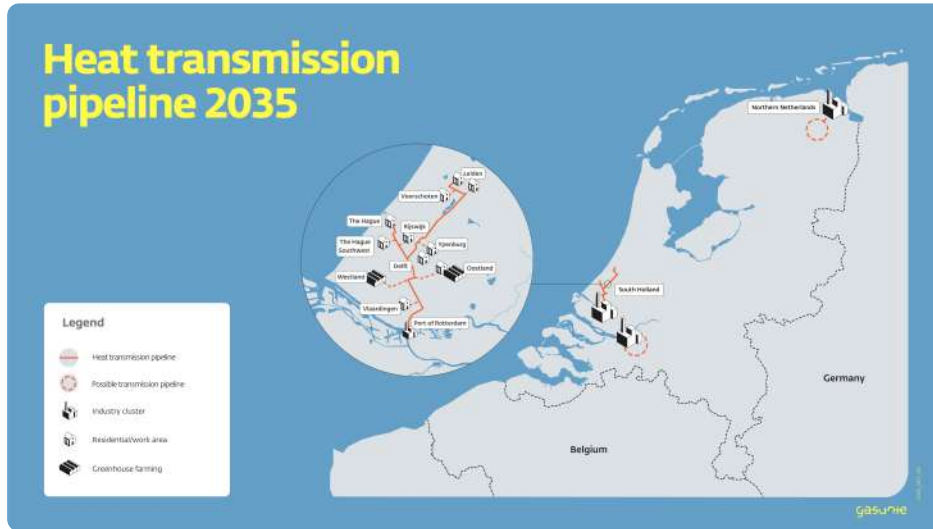 Heat transmission
pipeline 2035
Northern Netherlands
Leiden
Voorschoten
The Hague
Rijswijk
The Hague
Southwest
Ypenburg
Delft
Oostland
Westland
Vlaardingen
Port of Rotterdam
South Holland
Germany
Belgium
Legend
Heat transmission pipeline
Possible transmission pipeline
Industry cluster
Residential/work area
Greenhouse farming
gasunie